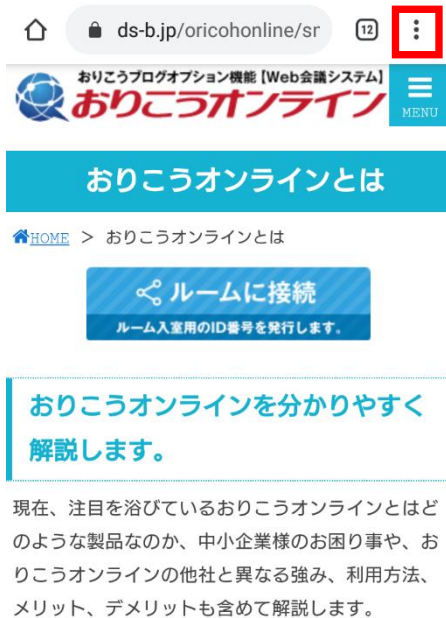 ds-b.jp/oricohonline/sr
12
おりこうブログオプション機能【Web会議システム】
おりこうオンライン
MENU
おりこうオンラインとは
HOME > おりこうオンラインとは
ルームに接続
ルーム入室用のID番号を発行します。
おりこうオンラインを分かりやすく
解説します。
現在、注目を浴びているおりこうオンラインとはど
のような製品なのか、中小企業様のお困り事や、お
りこうオンラインの他社と異なる強み、利用方法、
メリット、デメリットも含めて解説します。